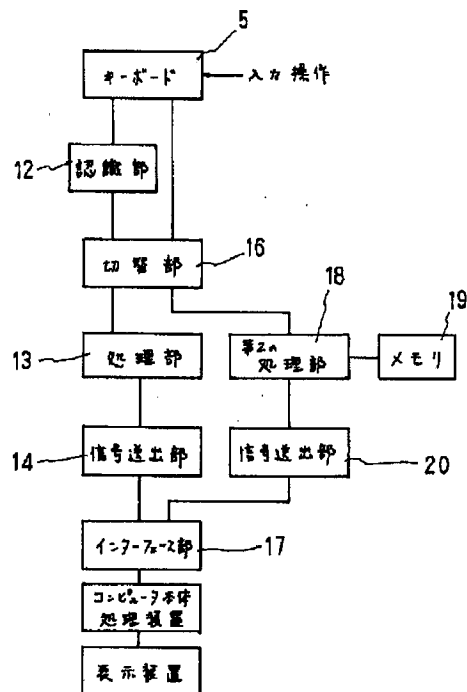 5
キーボード
入力操作
12
認識部
16
切替部
18
19
13
処理部
第2の
処理部
メモリ
14
信号送出部
信号送出部
20
インターフェース部
17
コンピュータ本体
処理装置
表示装置